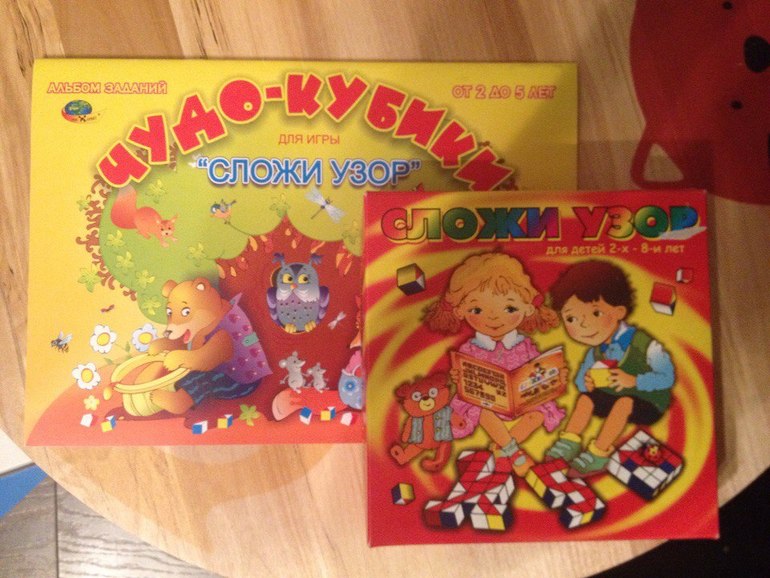 АЛЬБОМ ЗАДАНИЙ
ОТ 2 ДО 5 ЛЕТ
ЧУДО-КУБИКИ
ДЛЯ ИГРЫ
"СЛОЖИ УЗОР"
СЛОЖИ УЗОР
для детей 2-х - 8-и лет